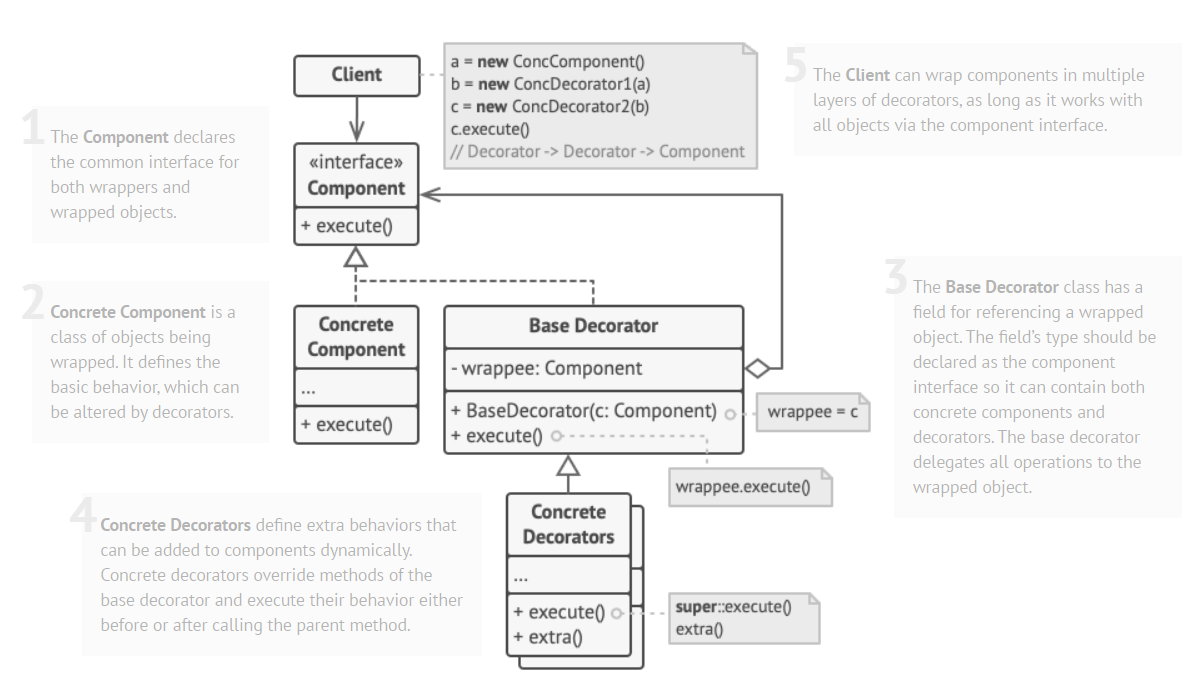 Client
a = new ConcComponent()
b = new ConcDecorator1(a)
c = new ConcDecorator2(b)
c.execute()
// Decorator -> Decorator -> Component
5
The Client can wrap components in multiple
layers of decorators, as long as it works with
all objects via the component interface.
1
The Component declares
the common interface for
both wrappers and
wrapped objects.
«interface»
Component
+ execute()
2
Concrete Component is a
class of objects being
wrapped. It defines the
basic behavior, which can
be altered by decorators.
Concrete
Component
...
+ execute()
Base Decorator
- wrappee: Component
+ BaseDecorator(c: Component)
+ execute()
wrappee = c
wrappee.execute()
3
The Base Decorator class has a
field for referencing a wrapped
object. The field's type should be
declared as the component
interface so it can contain both
concrete components and
decorators. The base decorator
delegates all operations to the
wrapped object.
4
Concrete Decorators define extra behaviors that
can be added to components dynamically.
Concrete decorators override methods of the
base decorator and execute their behavior either
before or after calling the parent method.
Concrete
Decorators
...
+ execute()
+ extra()
super::execute()
extra()